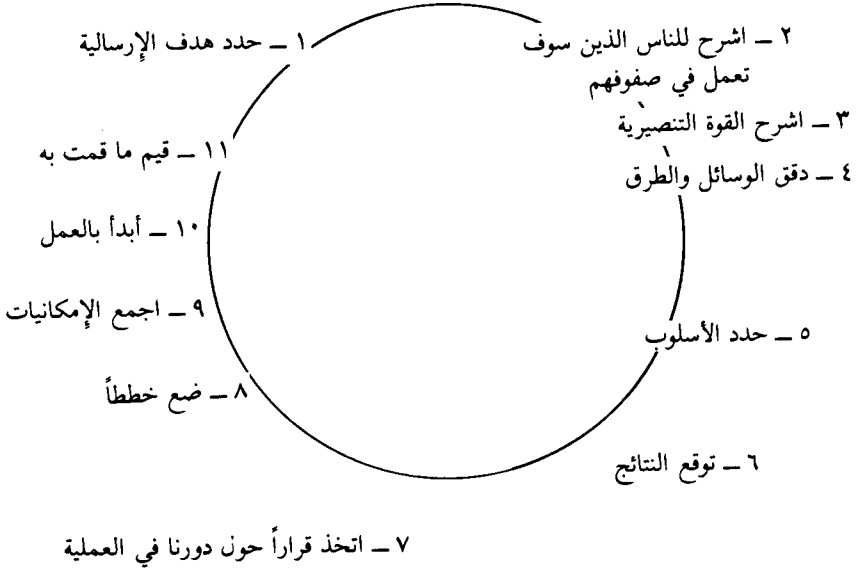 ١ – حدد هدف الإرسالية
٢ – اشرح للناس الذين سوف
تعمل في صفوفهم
٣ – اشرح القوة التنصيرية
٤ – دقق الوسائل والطرق
٥ – حدد الأسلوب
٦ – توقع النتائج
٧ – اتخذ قراراً حول دورنا في العملية
٨ – ضع خططاً
٩ – اجمع الإمكانيات
١٠ – أبدأ بالعمل
١١ – قيم ما قمت به